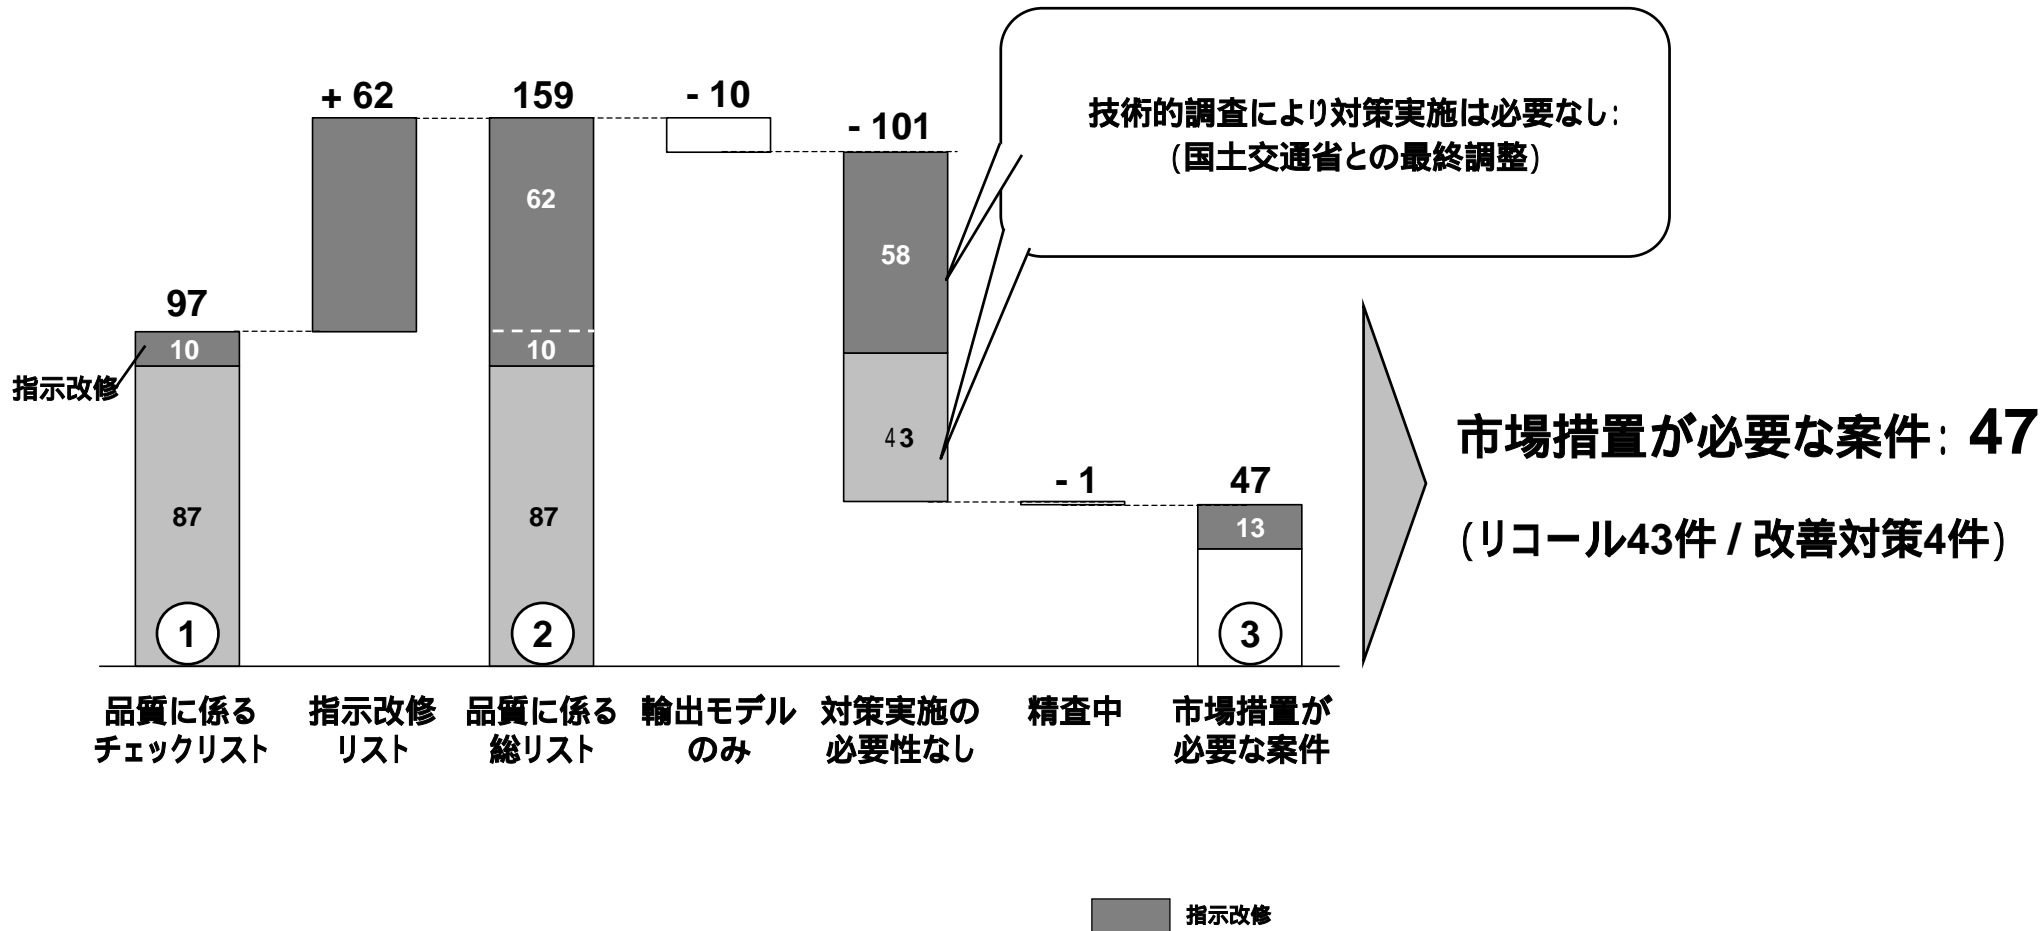 技術的調査により対策実施は必要なし:
(国土交通省との最終調整)
+ 62
159
- 10
- 101
62
58
97
10
10
指示改修
43
87
87
- 1
47
13
1
2
3
市場措置が必要な案件: 47
(リコール43件 / 改善対策4件)
品質に係る
チェックリスト
指示改修
リスト
品質に係る
総リスト
輸出モデル
のみ
対策実施の
必要性なし
精査中
市場措置が
必要な案件
指示改修